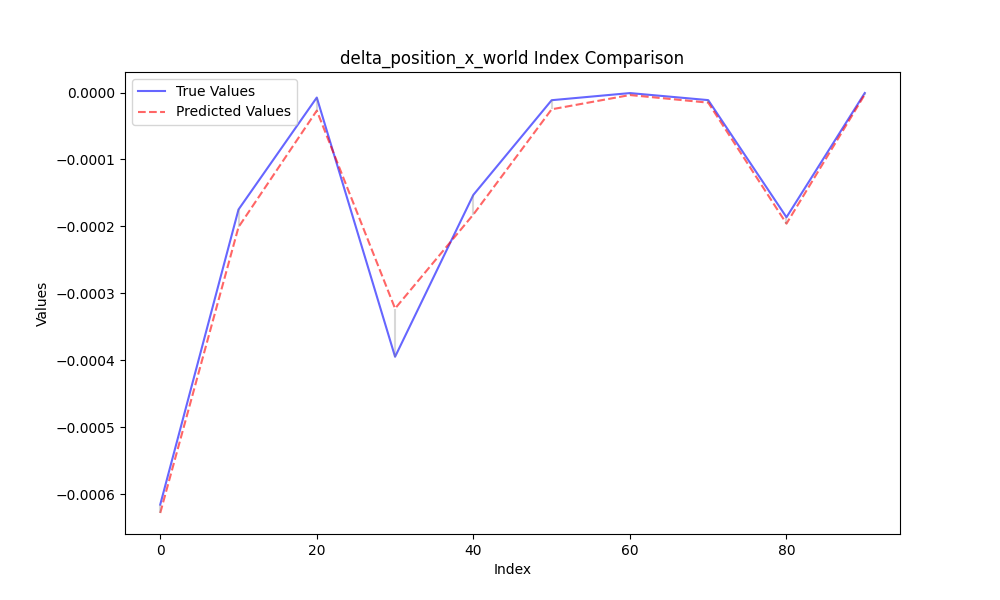 delta_position_x_world Index Comparison
True Values
Predicted Values
0.0000
−0.0001
−0.0002
−0.0003
−0.0004
−0.0005
−0.0006
Values
0 20 40 60 80
Index